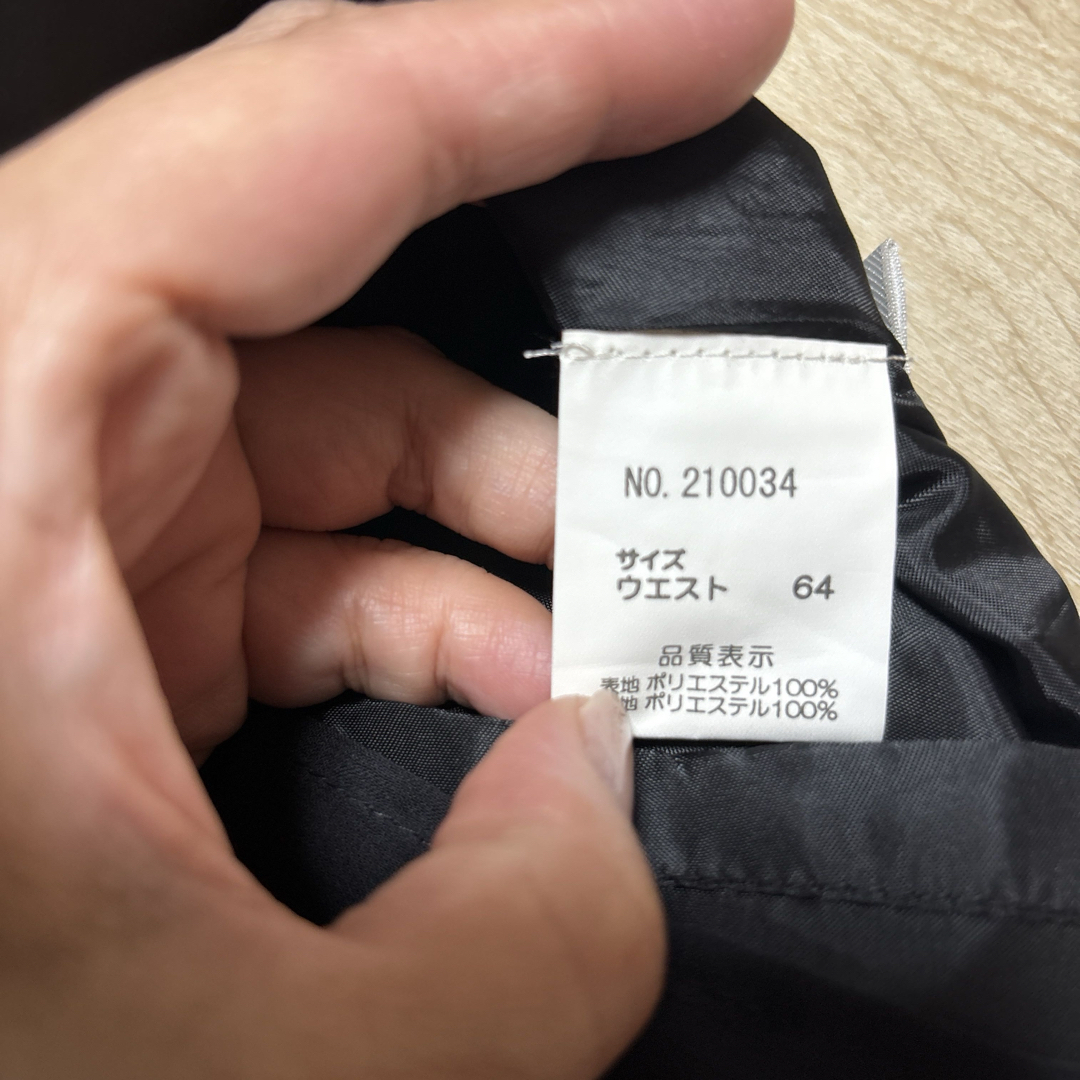 NO. 210034
サイズ
ウエスト 64
品質表示
表地 ポリエステル100%
地 ポリエステル100%